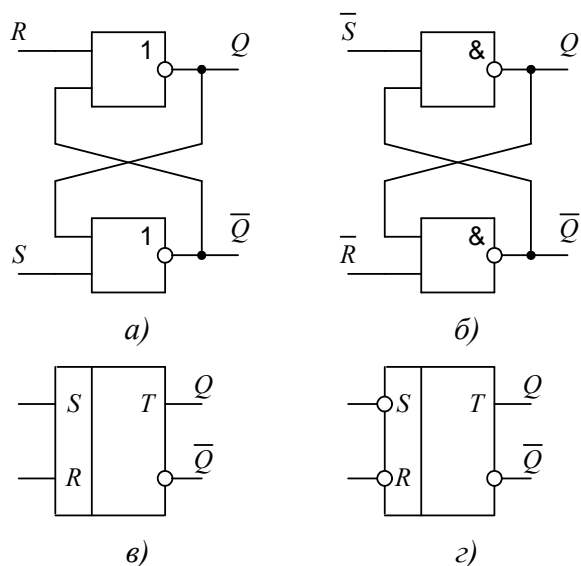 R 1 Q
S̅ & Q
S 1 Q̅
R̅ & Q̅
а) б)
S T Q
R Q̅
S T Q
R Q̅
в) г)